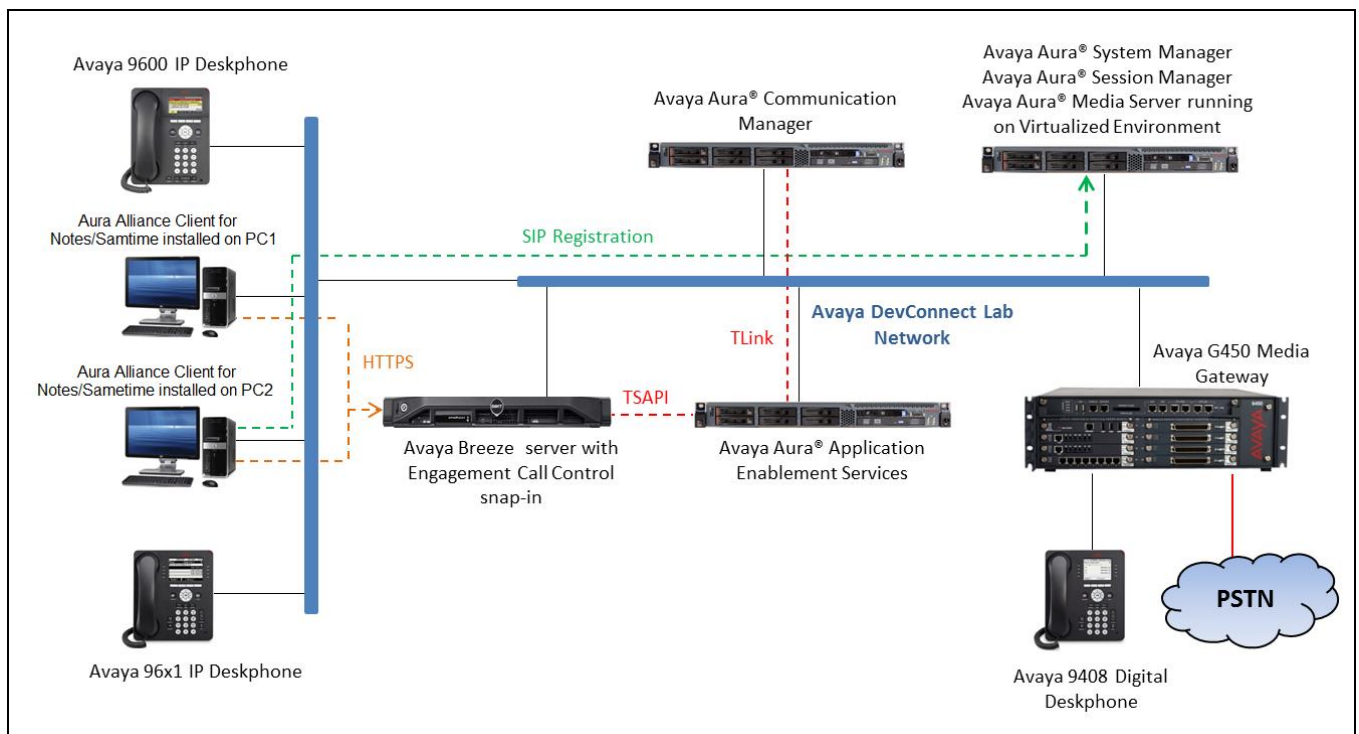 Avaya 9600 IP Deskphone
Aura Alliance Client for
Notes/Samtime installed on PC1
Aura Alliance Client for
Notes/Sametime installed on PC2
Avaya 96x1 IP Deskphone
SIP Registration
HTTPS
Avaya Breeze server with
Engagement Call Control
snap-in
TSAPI
TLink
Avaya Aura® Communication
Manager
Avaya Aura® System Manager
Avaya Aura® Session Manager
Avaya Aura® Media Server running
on Virtualized Environment
Avaya DevConnect Lab
Network
Avaya Aura® Application
Enablement Services
Avaya G450 Media
Gateway
AVAYA
Avaya 9408 Digital
Deskphone
PSTN